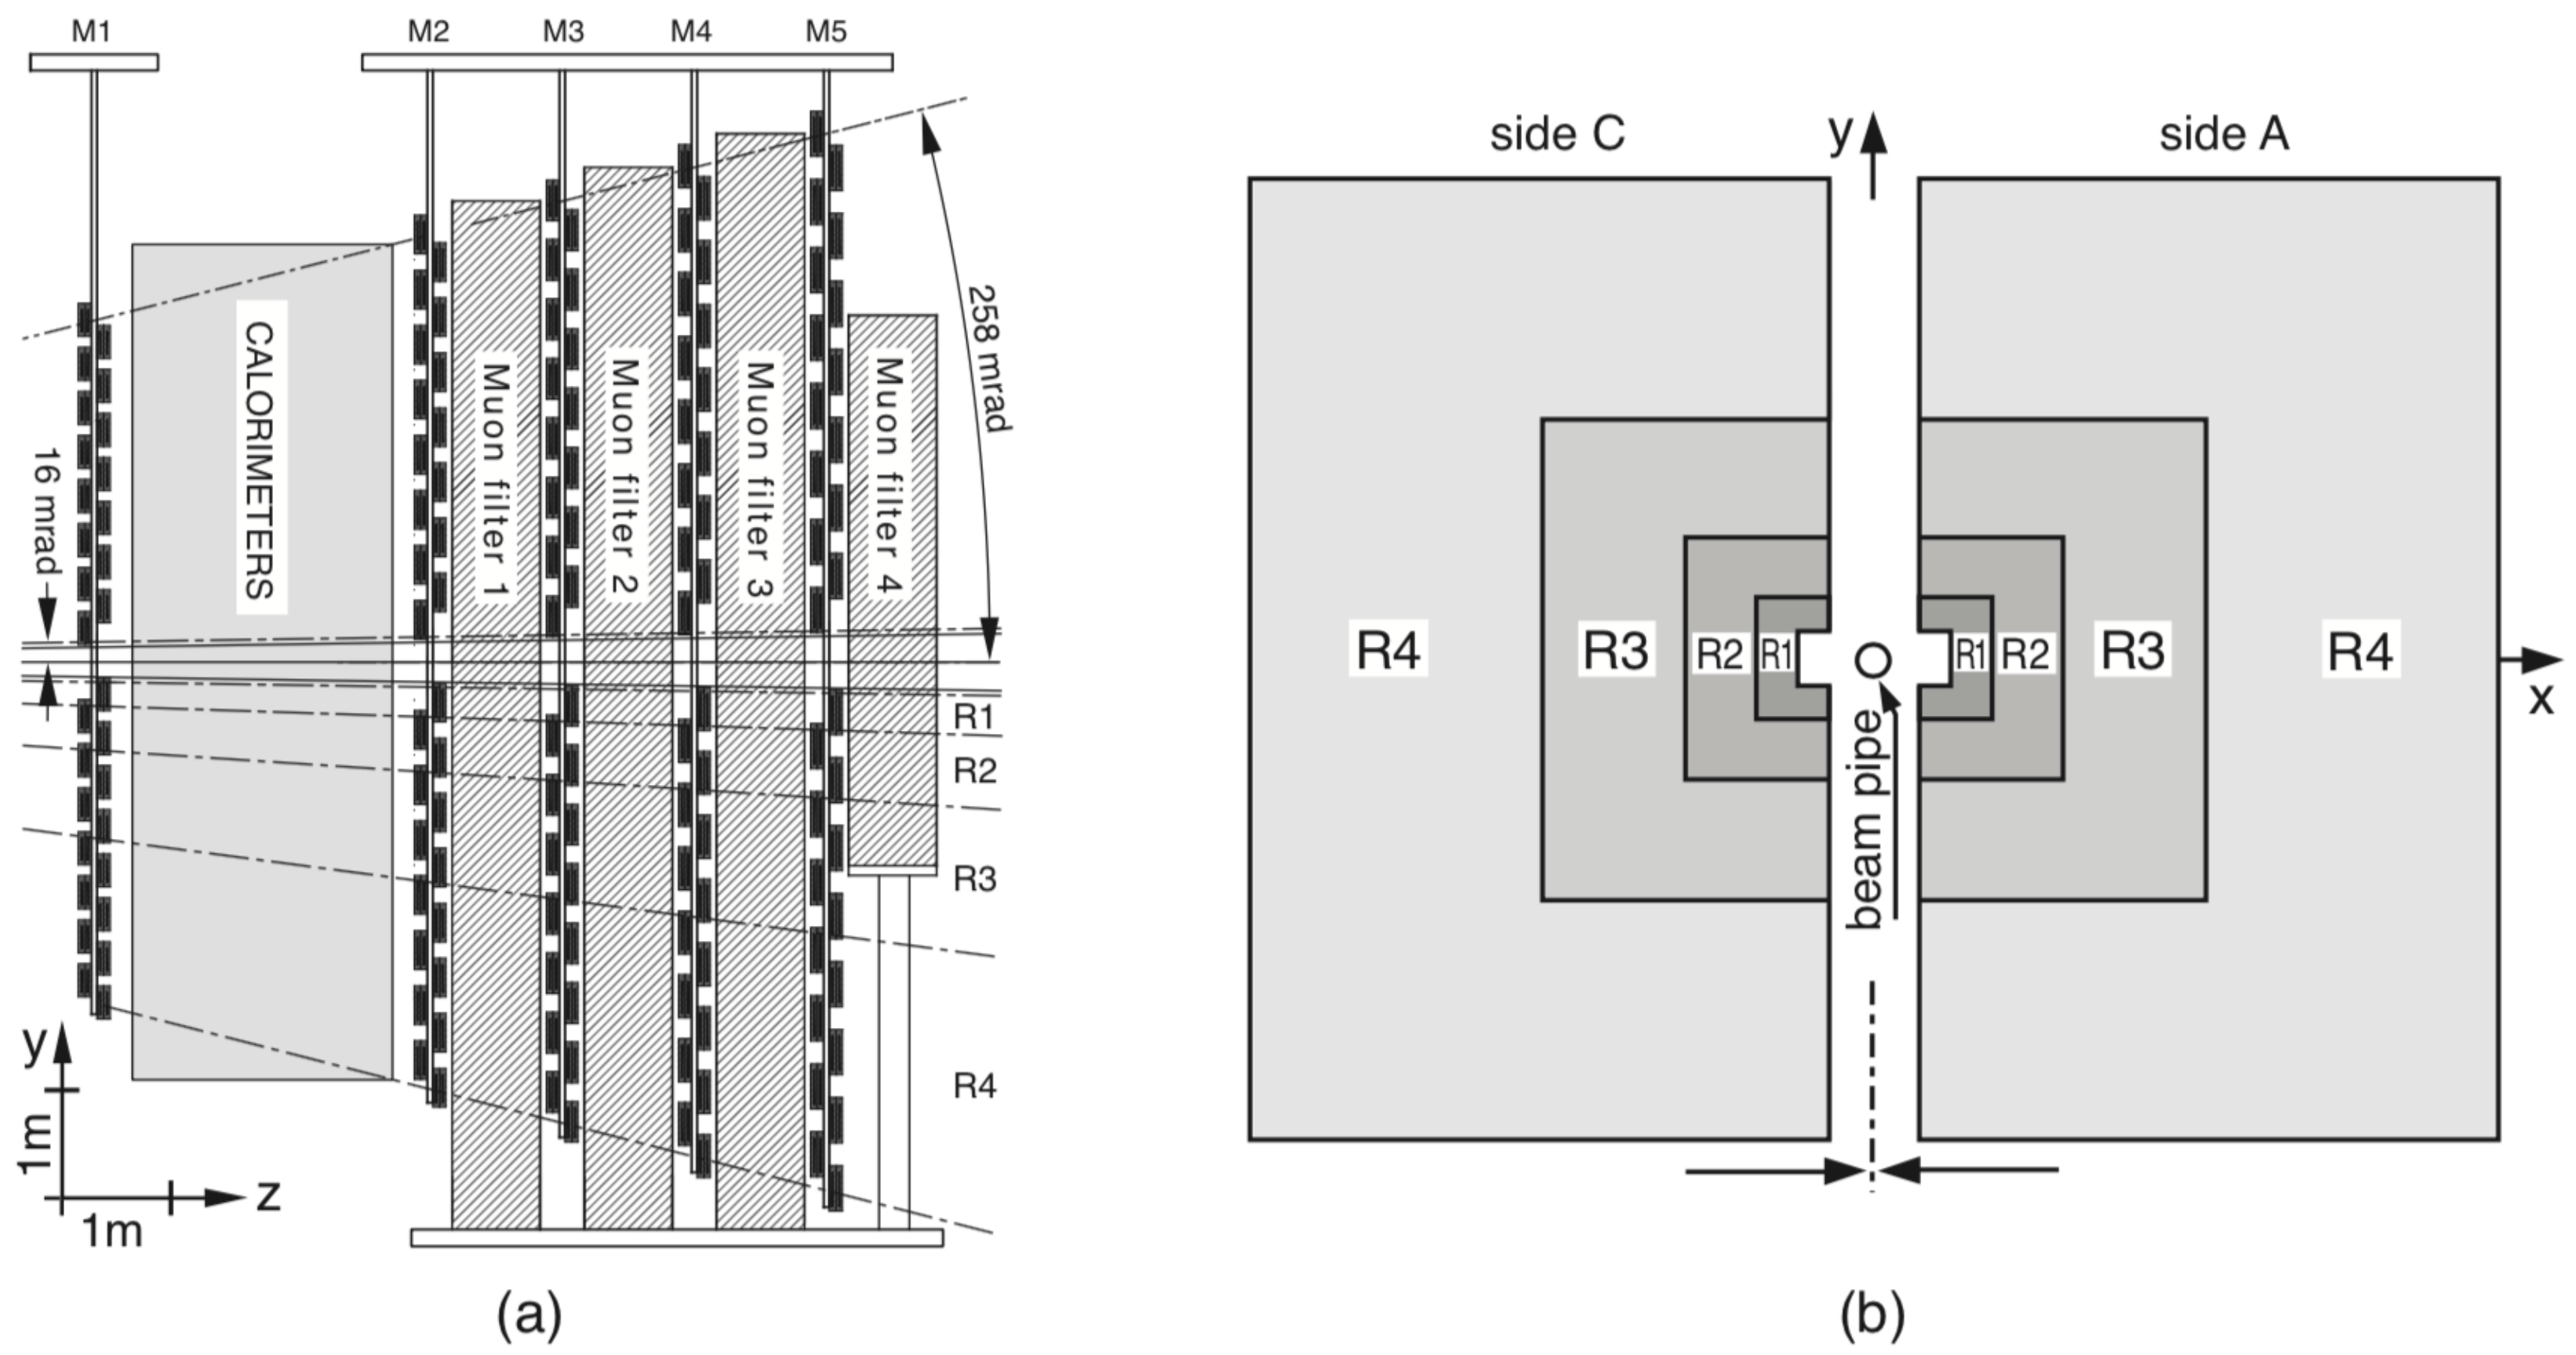 M1
M2
M3
M4
M5
16 mrad
CALORIMETERS
Muon filter 1
Muon filter 2
Muon filter 3
Muon filter 4
258 mrad
R1
R2
R3
R4
y
1m
z
1m
(a)
side C
y
side A
R4
R3
R2
R1
R1
R2
R3
R4
x
beam pipe
(b)